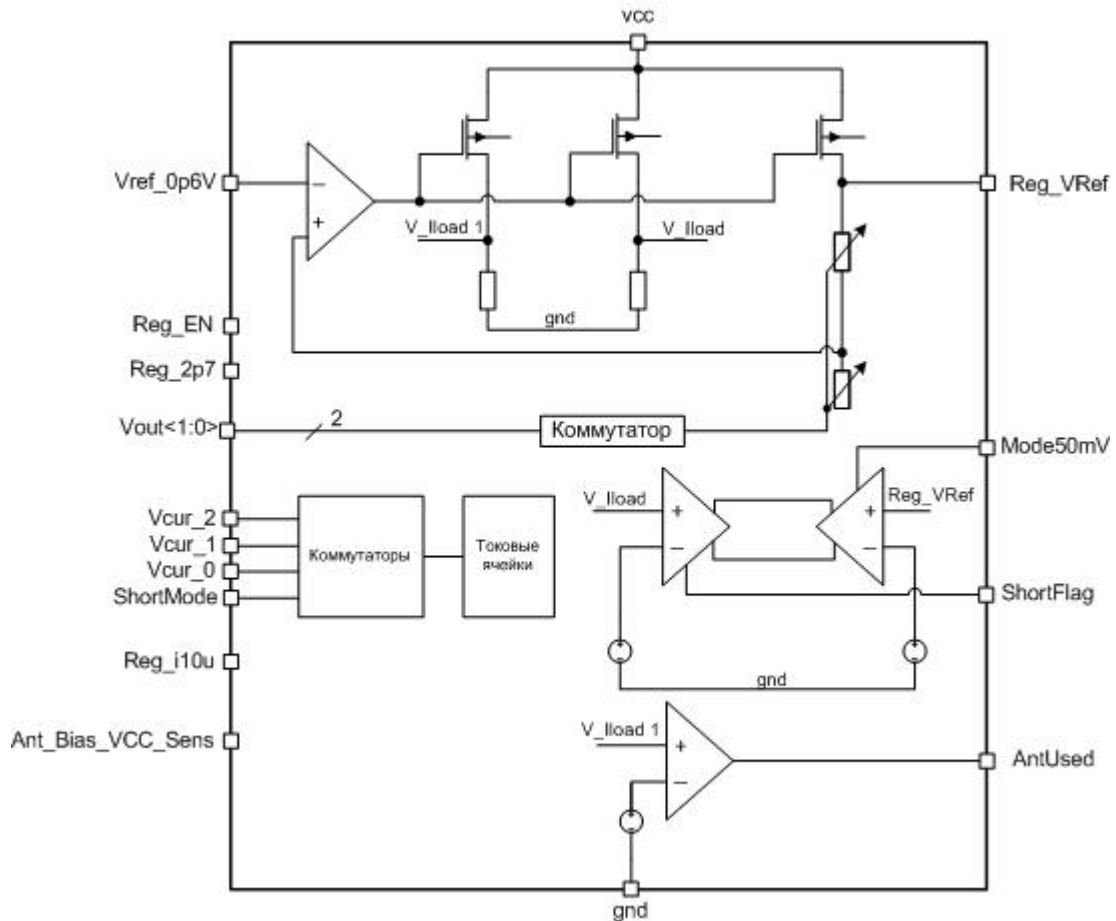 vcc
Vref_0p6V
Reg_VRef
V_Iload 1
V_Iload
gnd
Reg_EN
Reg_2p7
Vout<1:0>
2
Коммутатор
Mode50mV
V_Iload
Reg_VRef
Vcur_2
Vcur_1
Vcur_0
ShortMode
Коммутаторы
Токовые
ячейки
ShortFlag
Reg_i10u
gnd
Ant_Bias_VCC_Sens
V_Iload 1
AntUsed
gnd